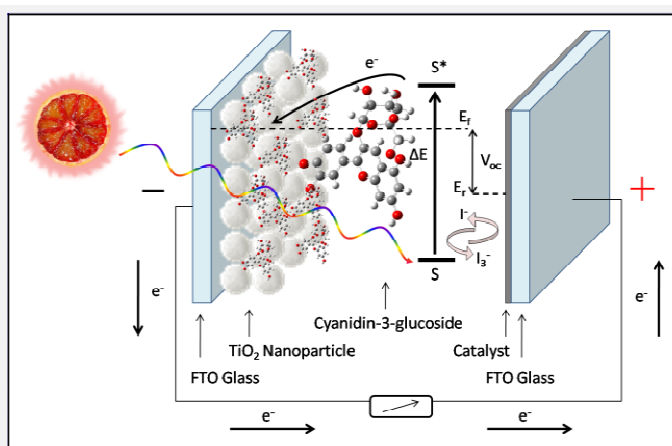 e⁻
S*
E_f
ΔE
V_oc
E_r
−
+
I⁻
I₃⁻
S
e⁻
e⁻
Cyanidin-3-glucoside
TiO₂ Nanoparticle
Catalyst
FTO Glass
FTO Glass
e⁻
e⁻